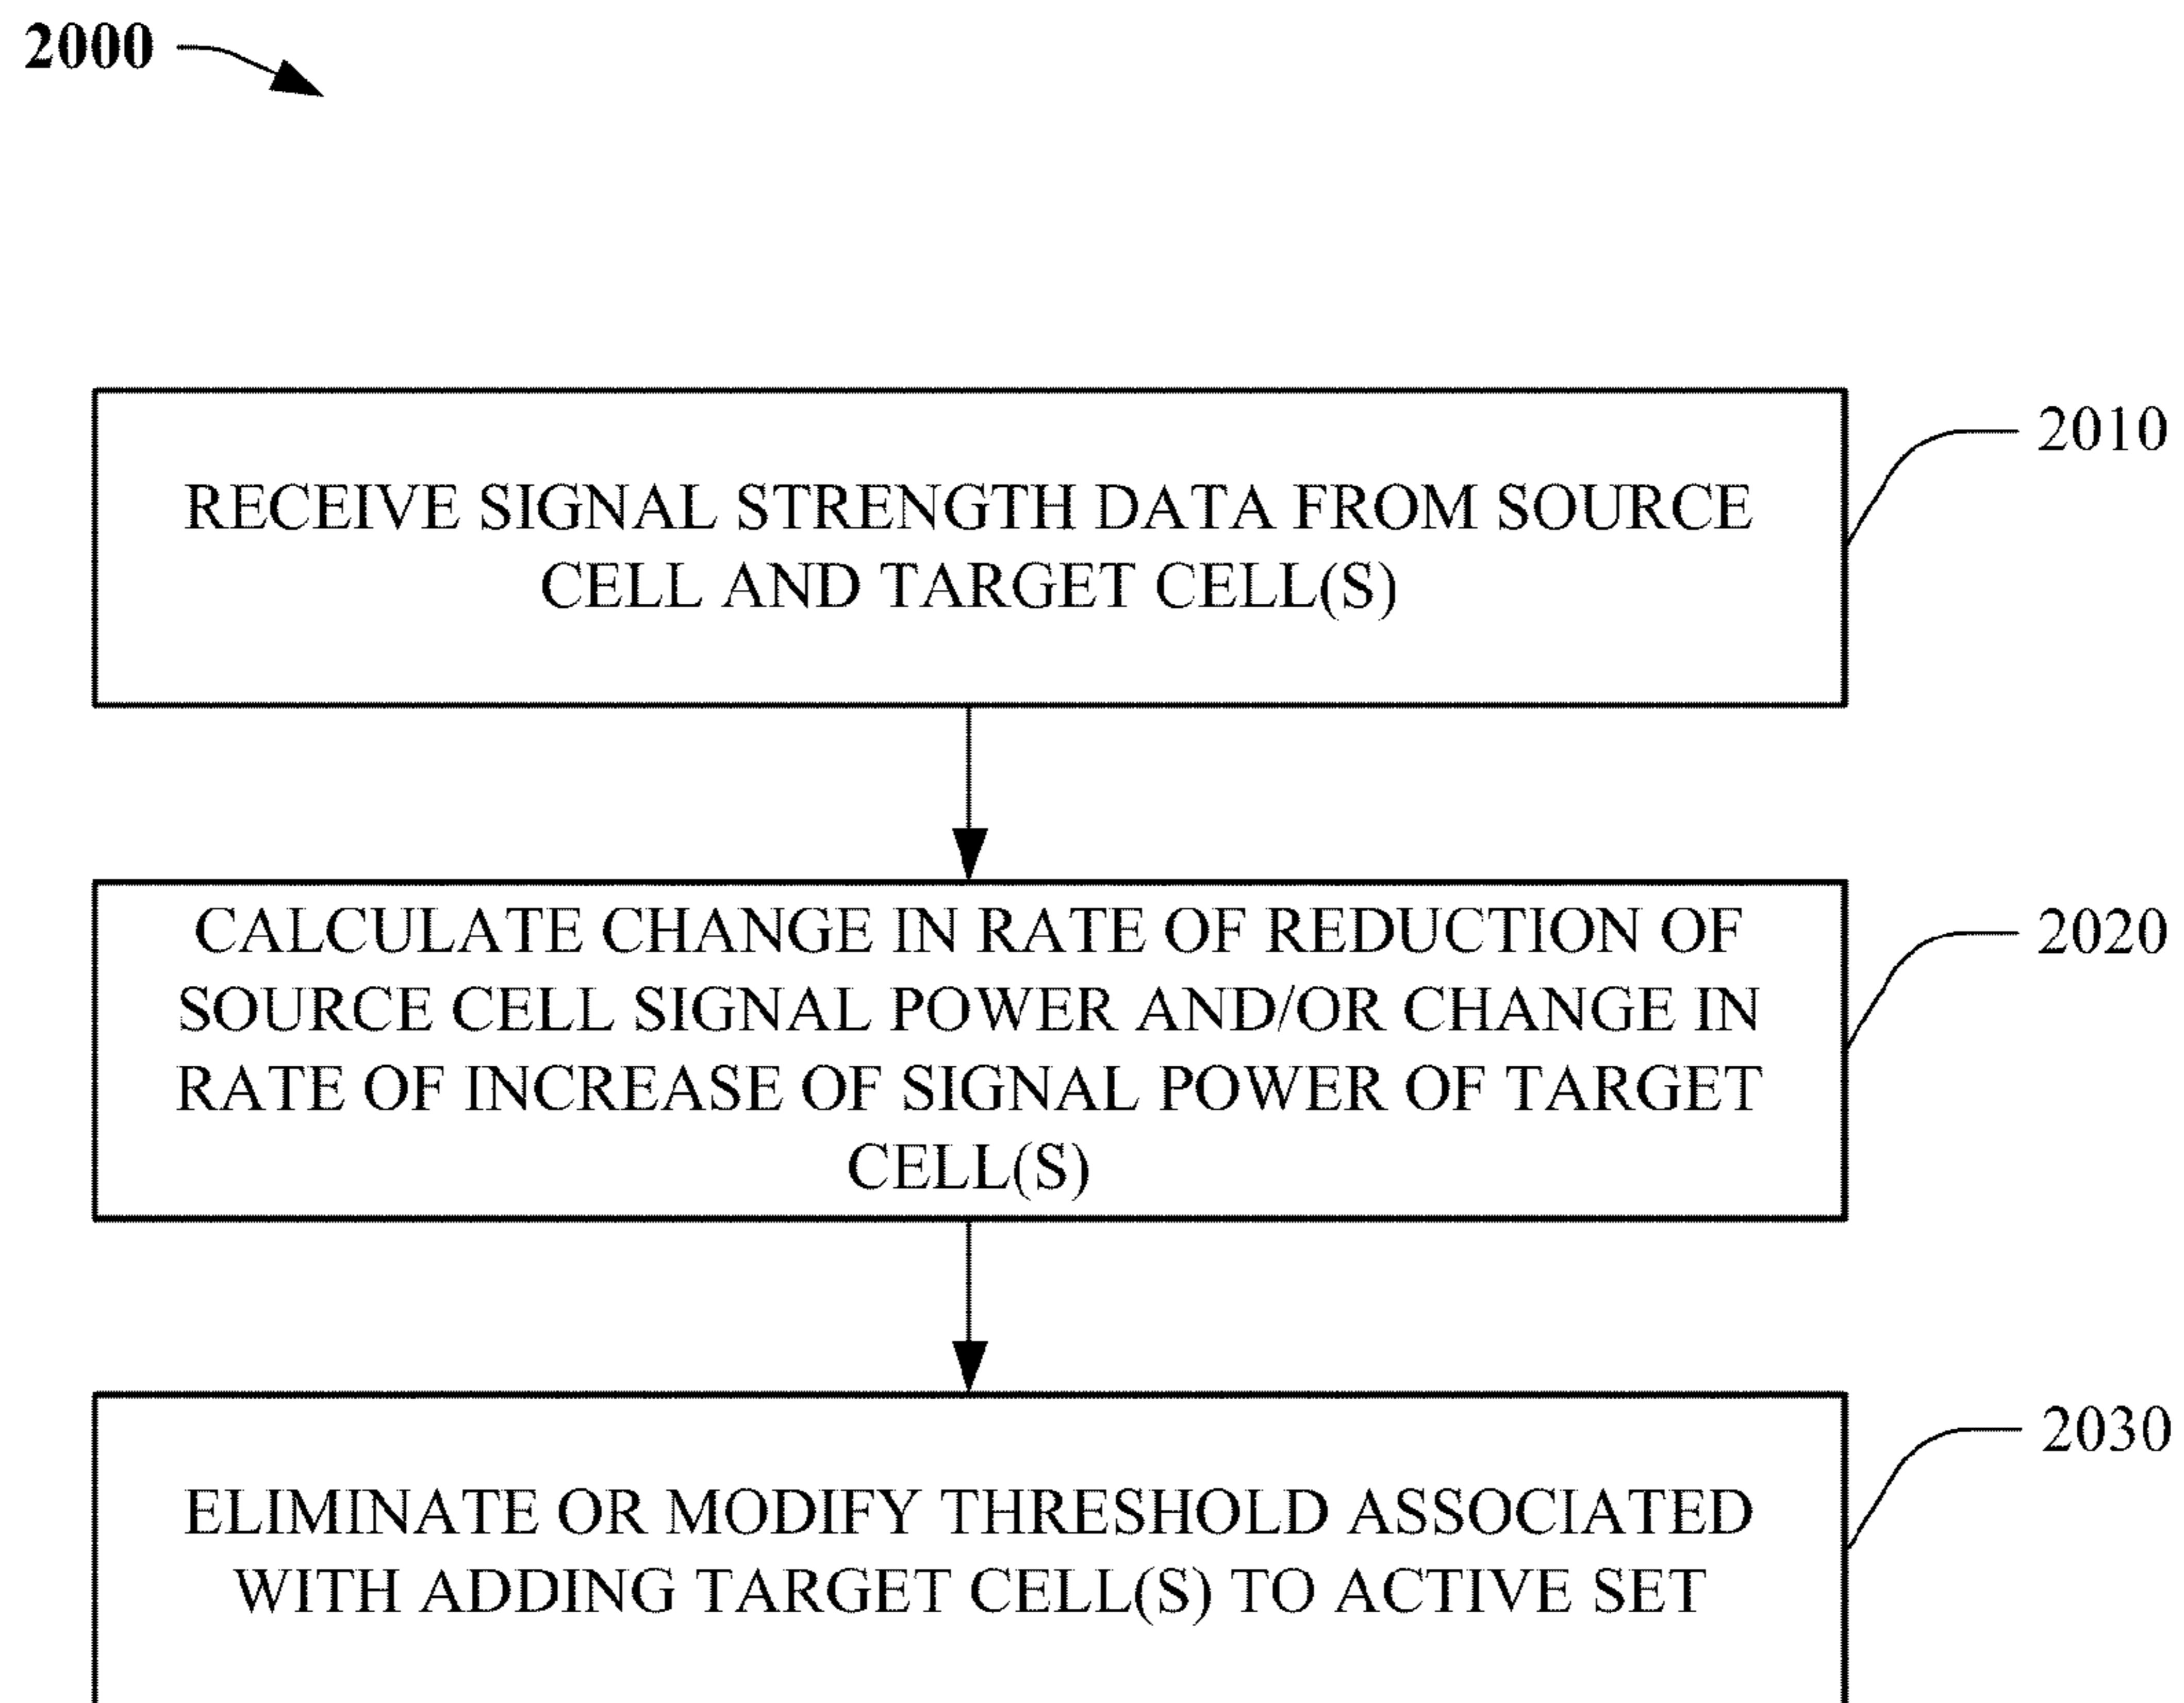 2000
2010
RECEIVE SIGNAL STRENGTH DATA FROM SOURCE
CELL AND TARGET CELL(S)
2020
CALCULATE CHANGE IN RATE OF REDUCTION OF
SOURCE CELL SIGNAL POWER AND/OR CHANGE IN
RATE OF INCREASE OF SIGNAL POWER OF TARGET
CELL(S)
2030
ELIMINATE OR MODIFY THRESHOLD ASSOCIATED
WITH ADDING TARGET CELL(S) TO ACTIVE SET